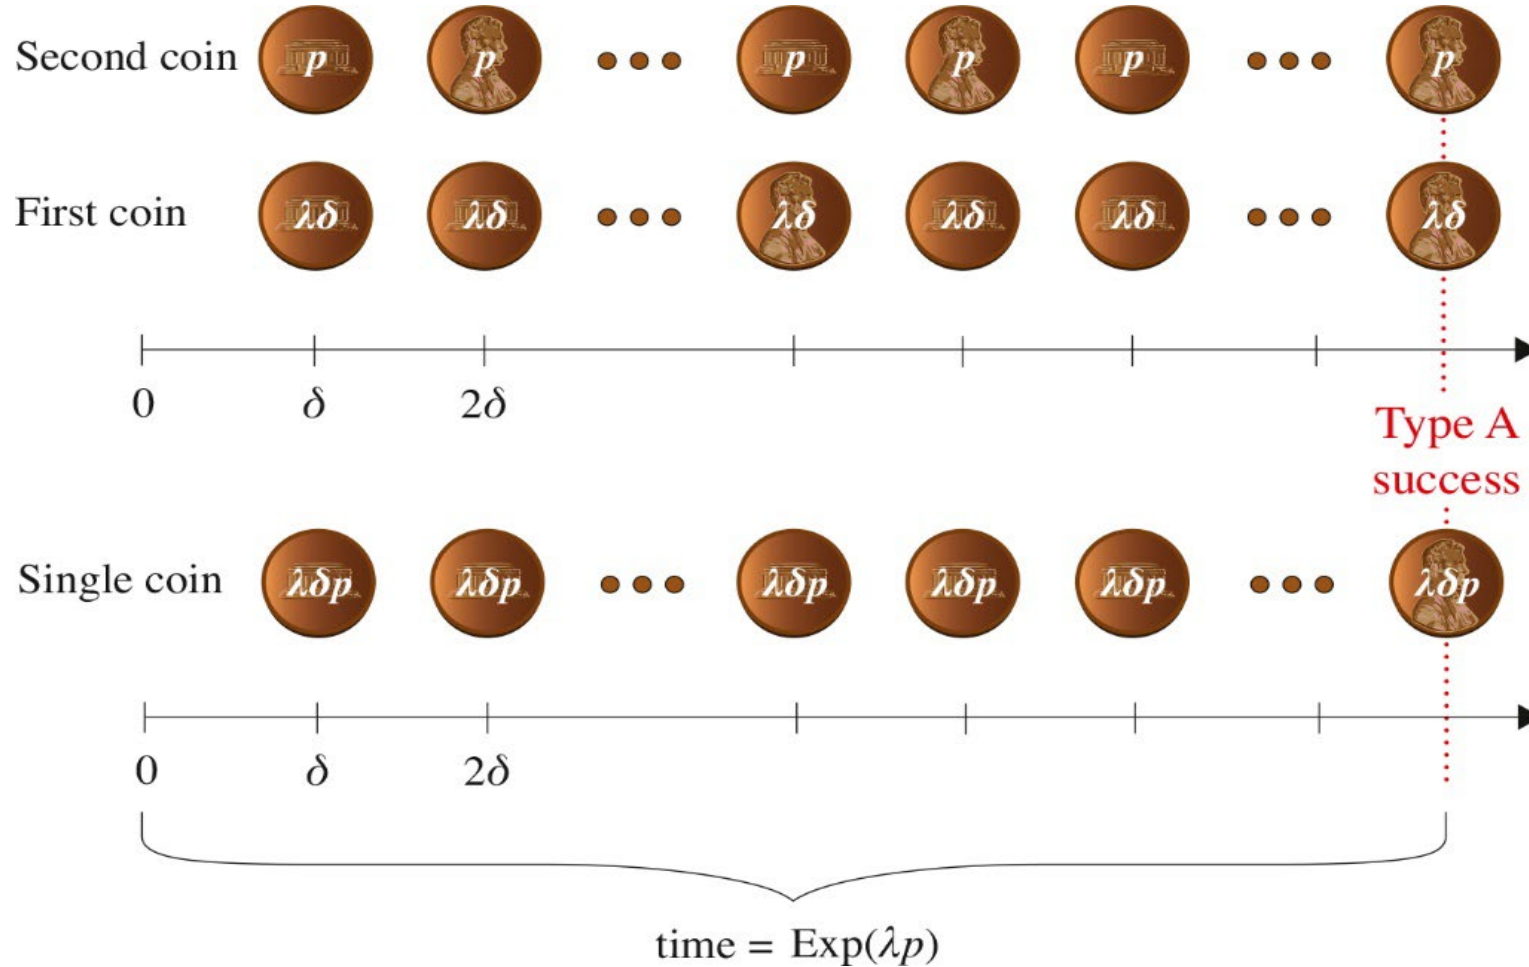 Second coin p p p p p p
First coin λδ λδ λδ λδ λδ λδ
0 δ 2δ
Type A
success
Single coin λδp λδp λδp λδp λδp λδp
0 δ 2δ
time = Exp(λp)